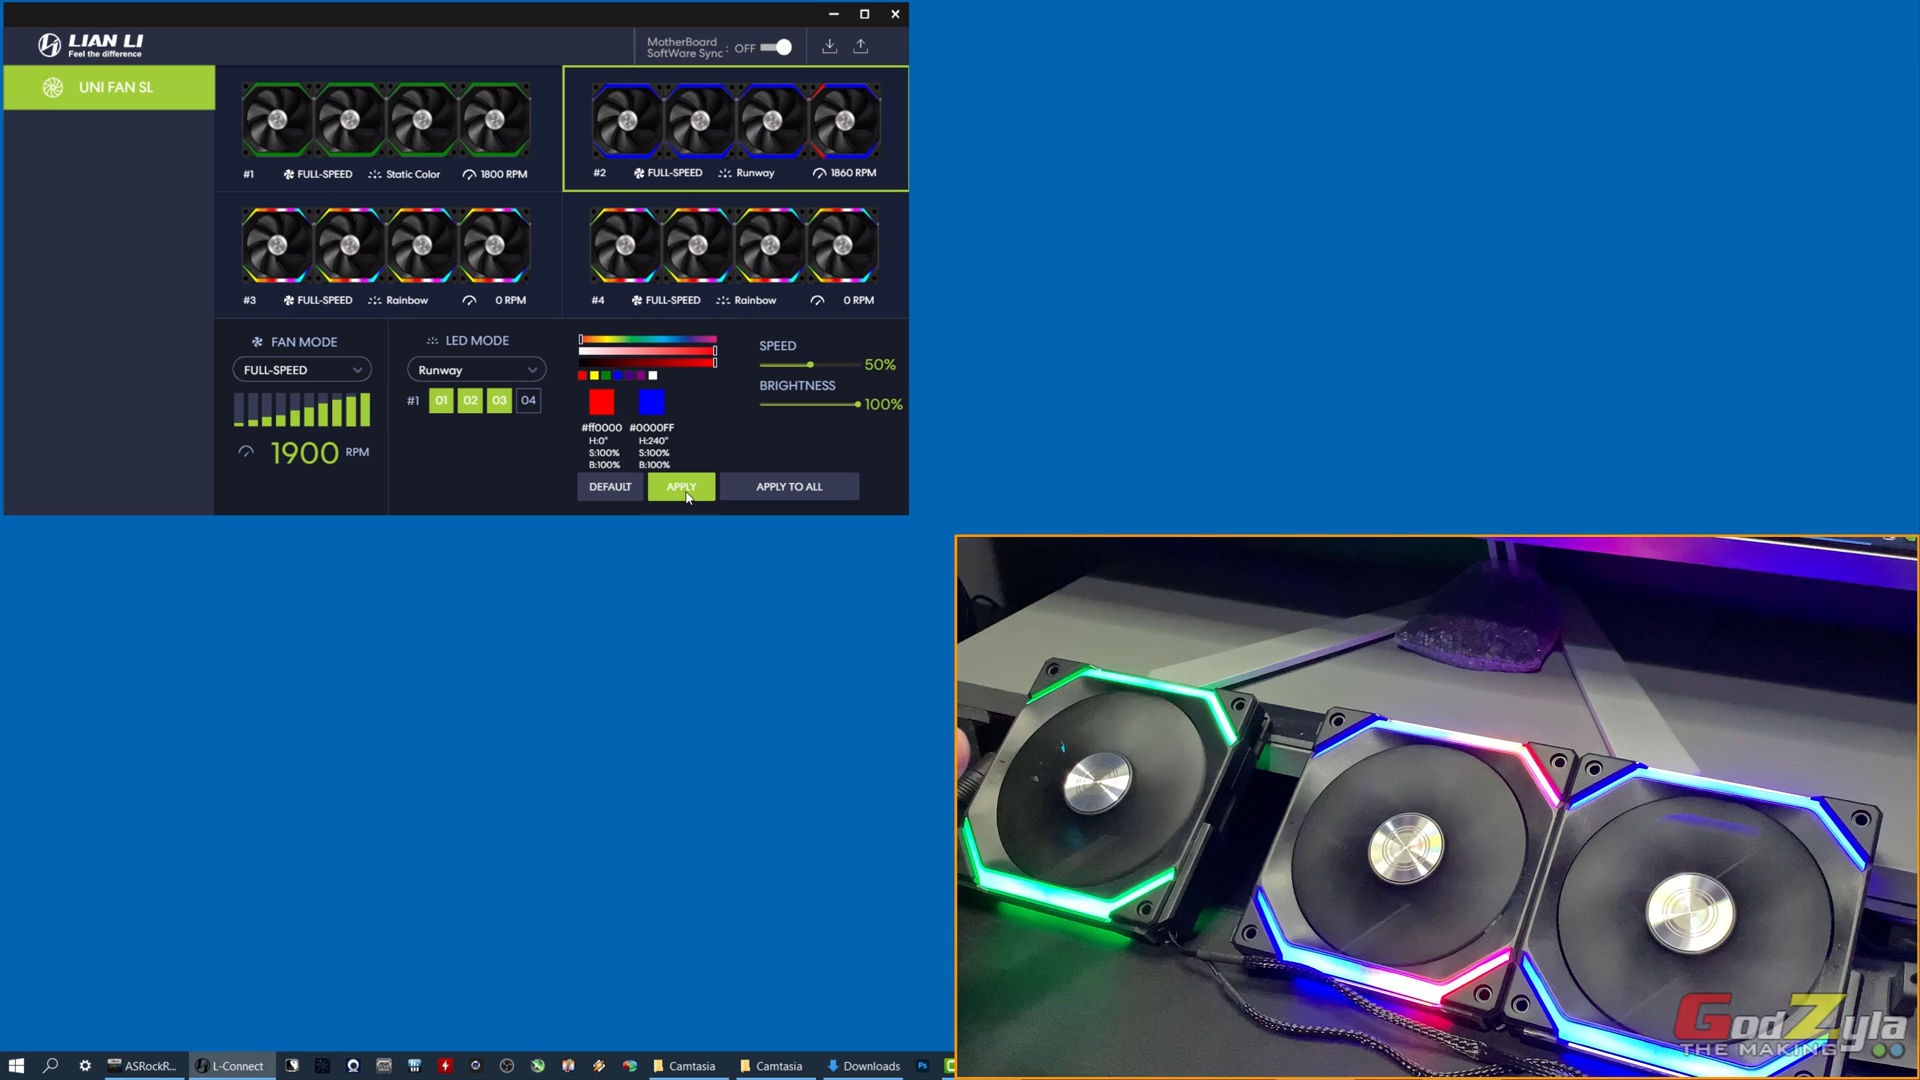 LIAN LI
Feel the difference
MotherBoard
SoftWare Sync : OFF
UNI FAN SL
#1 FULL-SPEED Static Color 1800 RPM
#2 FULL-SPEED Runway 1860 RPM
#3 FULL-SPEED Rainbow 0 RPM
#4 FULL-SPEED Rainbow 0 RPM
FAN MODE
FULL-SPEED
1900 RPM
LED MODE
Runway
#1 01 02 03 04
#ff0000 #0000FF
H:0° H:240°
S:100% S:100%
B:100% B:100%
SPEED
50%
BRIGHTNESS
100%
DEFAULT APPLY APPLY TO ALL
GodZyla
THE MAKING
ASRockR... L-Connect Camtasia Camtasia Downloads Ps